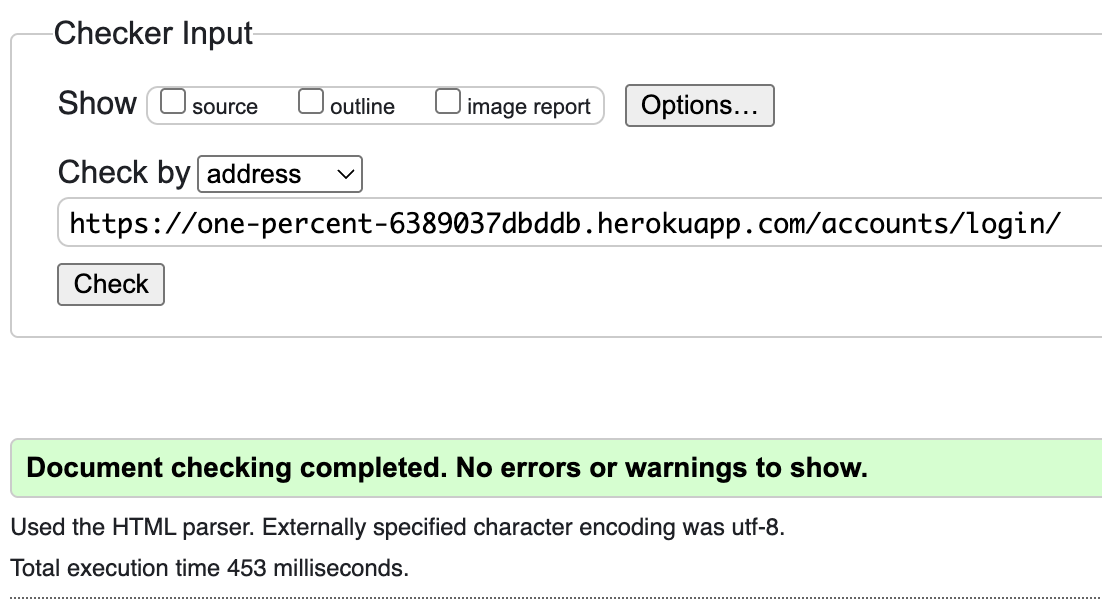 Checker Input
Show source outline image report Options...
Check by address
https://one-percent-6389037dbddb.herokuapp.com/accounts/login/
Check
Document checking completed. No errors or warnings to show.
Used the HTML parser. Externally specified character encoding was utf-8.
Total execution time 453 milliseconds.